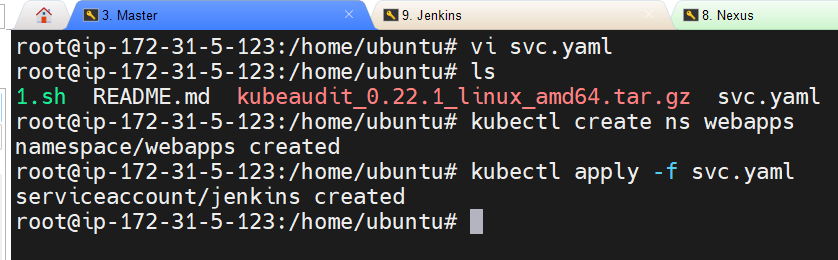 3. Master 9. Jenkins 8. Nexus
root@ip-172-31-5-123:/home/ubuntu# vi svc.yaml
root@ip-172-31-5-123:/home/ubuntu# ls
1.sh README.md kubeaudit_0.22.1_linux_amd64.tar.gz svc.yaml
root@ip-172-31-5-123:/home/ubuntu# kubectl create ns webapps
namespace/webapps created
root@ip-172-31-5-123:/home/ubuntu# kubectl apply -f svc.yaml
serviceaccount/jenkins created
root@ip-172-31-5-123:/home/ubuntu#